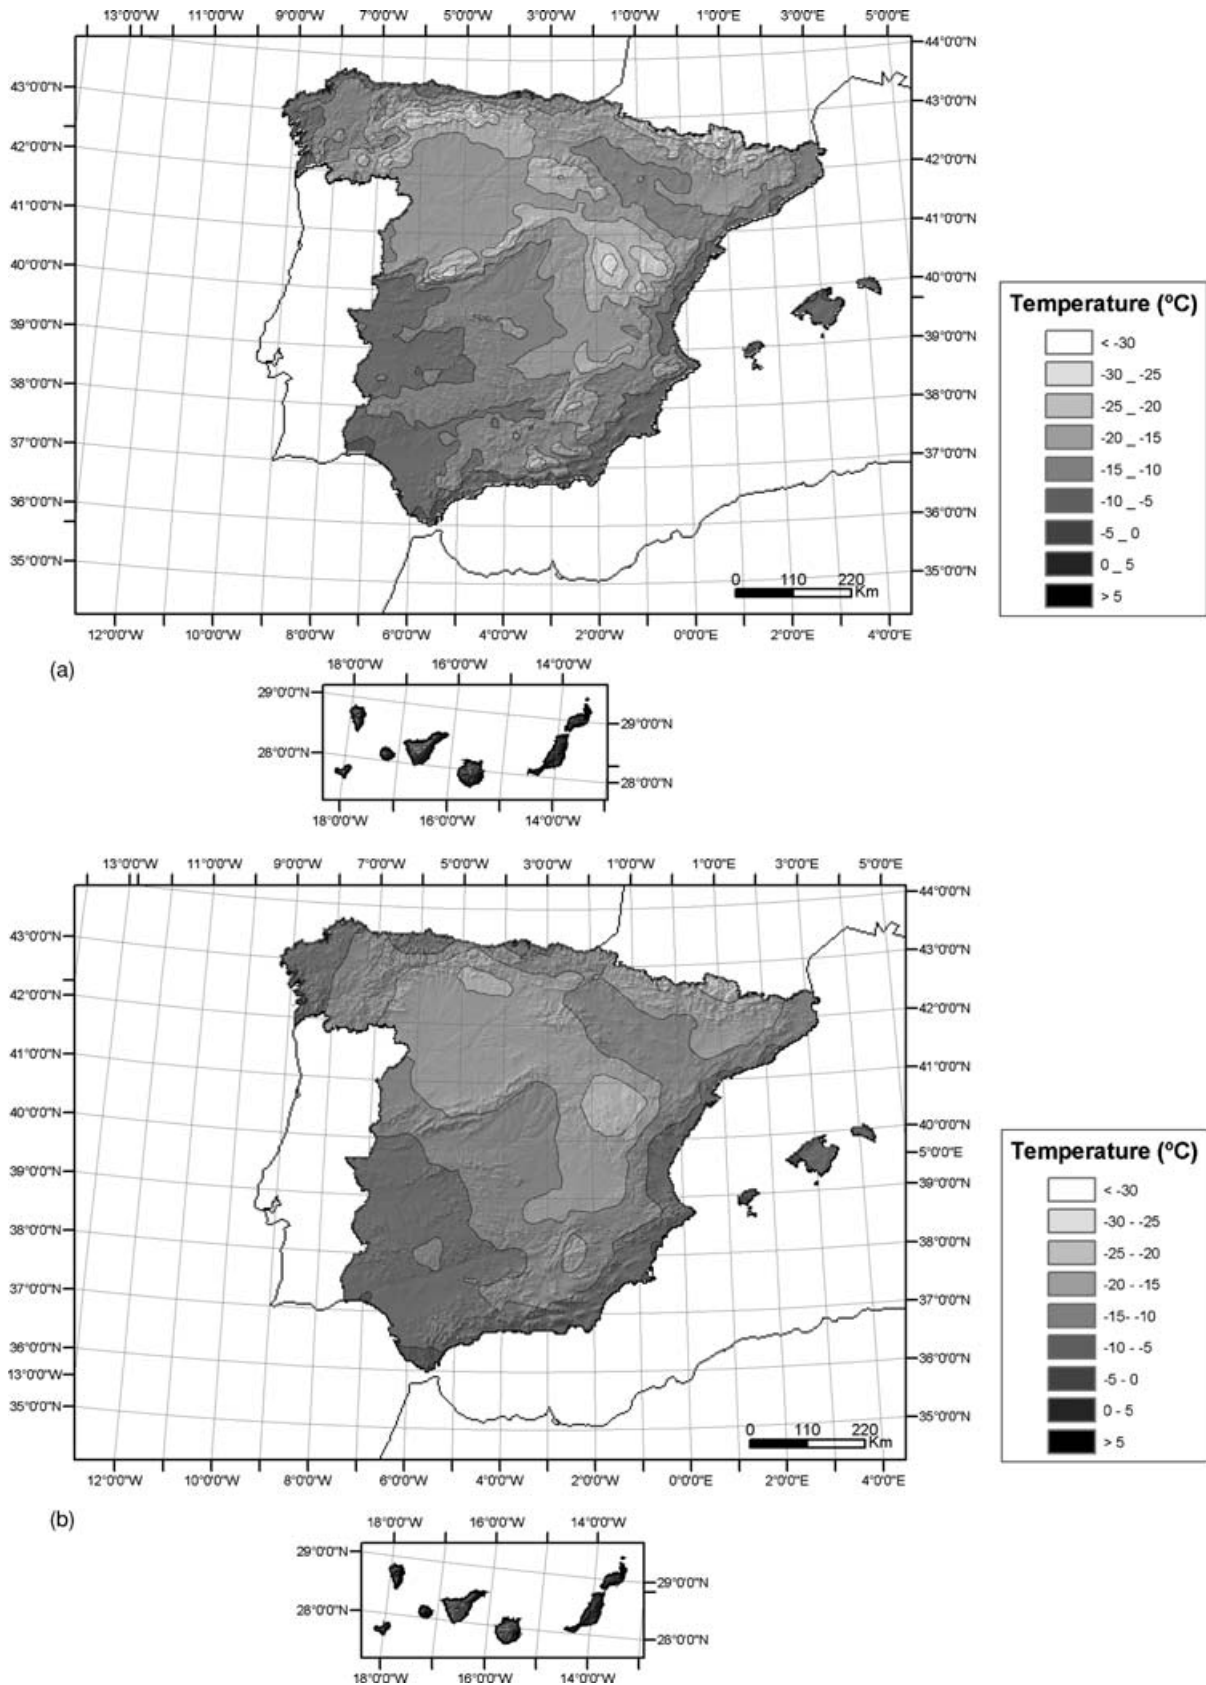 13°0'0"W 11°0'0"W 9°0'0"W 7°0'0"W 5°0'0"W 3°0'0"W 1°0'0"W 1°0'0"E 3°0'0"E 5°0'0"E
44°0'0"N
43°0'0"N 43°0'0"N
42°0'0"N 42°0'0"N
41°0'0"N 41°0'0"N
40°0'0"N 40°0'0"N
39°0'0"N 39°0'0"N
38°0'0"N 38°0'0"N
37°0'0"N 37°0'0"N
36°0'0"N 36°0'0"N
35°0'0"N 35°0'0"N
0 110 220
Km
12°0'0"W 10°0'0"W 8°0'0"W 6°0'0"W 4°0'0"W 2°0'0"W 0°0'0"E 2°0'0"E 4°0'0"E
Temperature (ºC)
< -30
-30 _ -25
-25 _ -20
-20 _ -15
-15 _ -10
-10 _ -5
-5 _ 0
0 _ 5
> 5
(a)
18°0'0"W 16°0'0"W 14°0'0"W
29°0'0"N 29°0'0"N
28°0'0"N 28°0'0"N
18°0'0"W 16°0'0"W 14°0'0"W
13°0'0"W 11°0'0"W 9°0'0"W 7°0'0"W 5°0'0"W 3°0'0"W 1°0'0"W 1°0'0"E 3°0'0"E 5°0'0"E
44°0'0"N
43°0'0"N 43°0'0"N
42°0'0"N 42°0'0"N
41°0'0"N 41°0'0"N
40°0'0"N 40°0'0"N
5°0'0"E
39°0'0"N 39°0'0"N
38°0'0"N 38°0'0"N
37°0'0"N 37°0'0"N
36°0'0"N 36°0'0"N
13°0'0"W
35°0'0"N 35°0'0"N
0 110 220
Km
12°0'0"W 10°0'0"W 8°0'0"W 6°0'0"W 4°0'0"W 2°0'0"W 0°0'0"E 2°0'0"E 4°0'0"E
Temperature (ºC)
< -30
-30 - -25
-25 - -20
-20 - -15
-15- -10
-10 - -5
-5 - 0
0 - 5
> 5
(b)
18°0'0"W 16°0'0"W 14°0'0"W
29°0'0"N 29°0'0"N
28°0'0"N 28°0'0"N
18°0'0"W 16°0'0"W 14°0'0"W